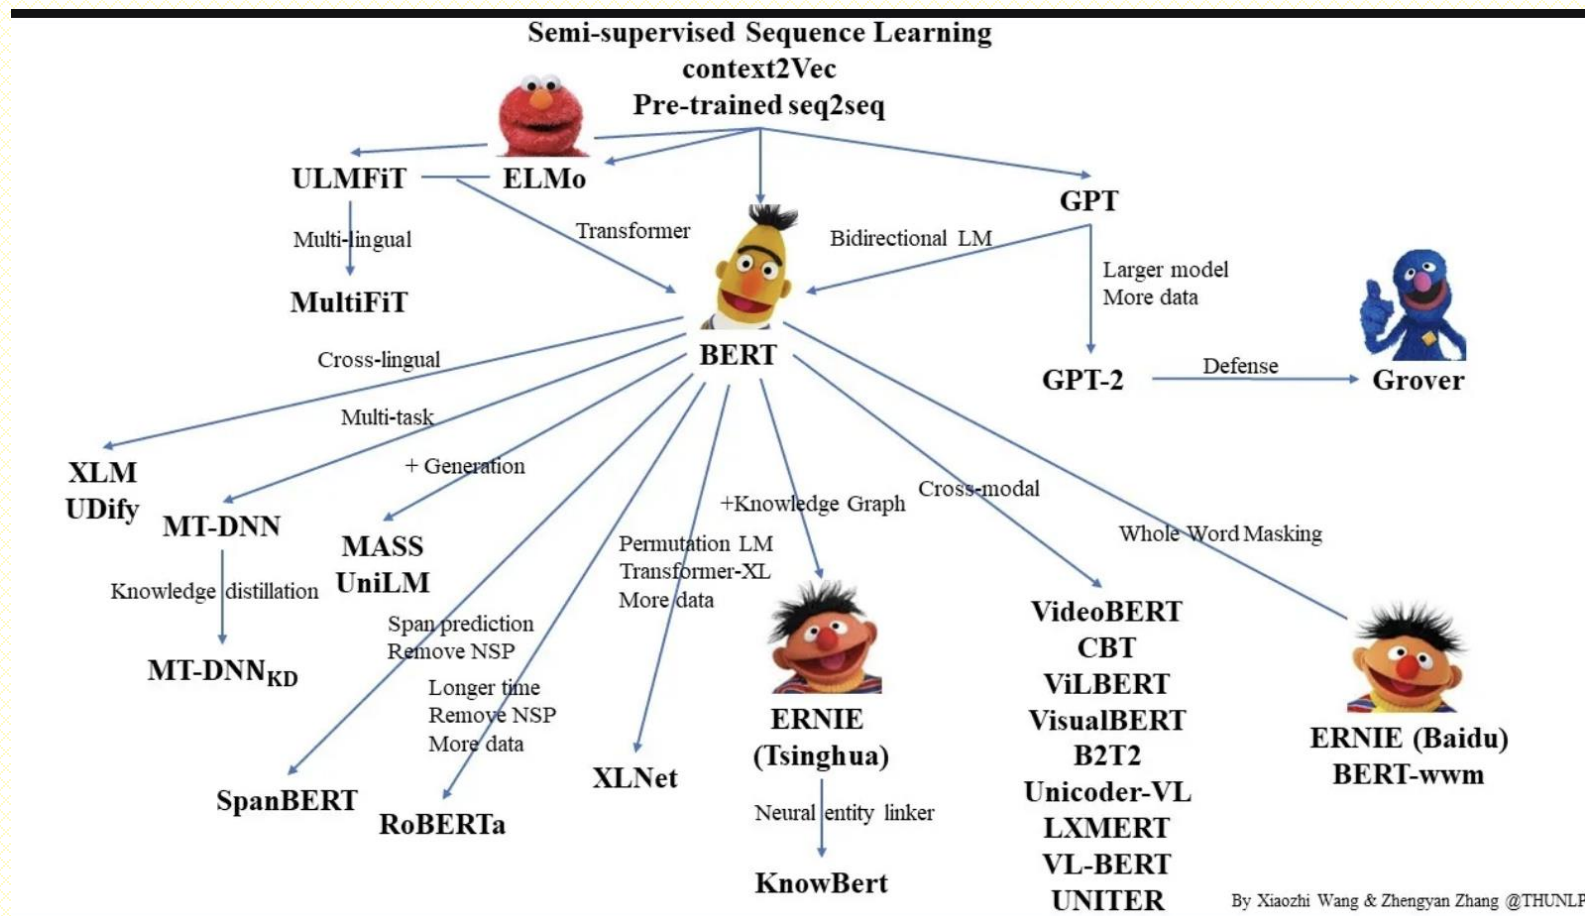 Semi-supervised Sequence Learning
context2Vec
Pre-trained seq2seq
ULMFiT
ELMo
GPT
Transformer
Bidirectional LM
Multi-lingual
Larger model
More data
MultiFiT
BERT
Cross-lingual
GPT-2
Defense
Grover
Multi-task
XLM
UDify
+ Generation
MT-DNN
MASS
UniLM
+Knowledge Graph
Cross-modal
Whole Word Masking
Permutation LM
Transformer-XL
More data
Knowledge distillation
MT-DNNKD
Span prediction
Remove NSP
Longer time
Remove NSP
More data
SpanBERT
RoBERTa
XLNet
ERNIE
(Tsinghua)
Neural entity linker
KnowBert
VideoBERT
CBT
ViLBERT
VisualBERT
B2T2
Unicoder-VL
LXMERT
VL-BERT
UNITER
ERNIE (Baidu)
BERT-wwm
By Xiaozhi Wang & Zhengyan Zhang @THUNLP